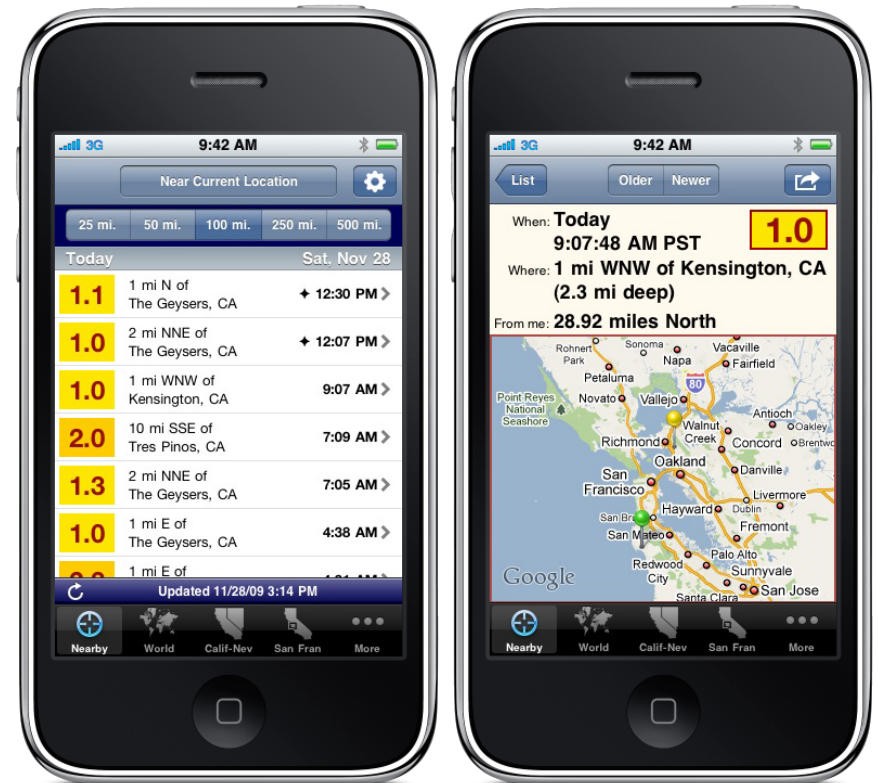 3G 9:42 AM
Near Current Location
25 mi. 50 mi. 100 mi. 250 mi. 500 mi.
Today Sat, Nov 28
1.1 1 mi N of
The Geysers, CA ✦ 12:30 PM
1.0 2 mi NNE of
The Geysers, CA ✦ 12:07 PM
1.0 1 mi WNW of
Kensington, CA 9:07 AM
2.0 10 mi SSE of
Tres Pinos, CA 7:09 AM
1.3 2 mi NNE of
The Geysers, CA 7:05 AM
1.0 1 mi E of
The Geysers, CA 4:38 AM
1 mi E of
Updated 11/28/09 3:14 PM
Nearby World Calif-Nev San Fran More
3G 9:42 AM
List Older Newer
When: Today
9:07:48 AM PST
1.0
Where: 1 mi WNW of Kensington, CA
(2.3 mi deep)
From me: 28.92 miles North
Rohnert
Park
Sonoma
Napa
Vacaville
Fairfield
Petaluma
80
Point Reyes
National
Seashore
Novato
Vallejo
Antioch
Oakley
Walnut
Creek
Richmond
Concord
Brentwo
Oakland
Danville
San
Francisco
Livermore
San Br
Hayward
Dublin
Fremont
San Mateo
Palo Alto
Redwood
City
Sunnyvale
Google
Santa Clara
San Jose
Nearby World Calif-Nev San Fran More